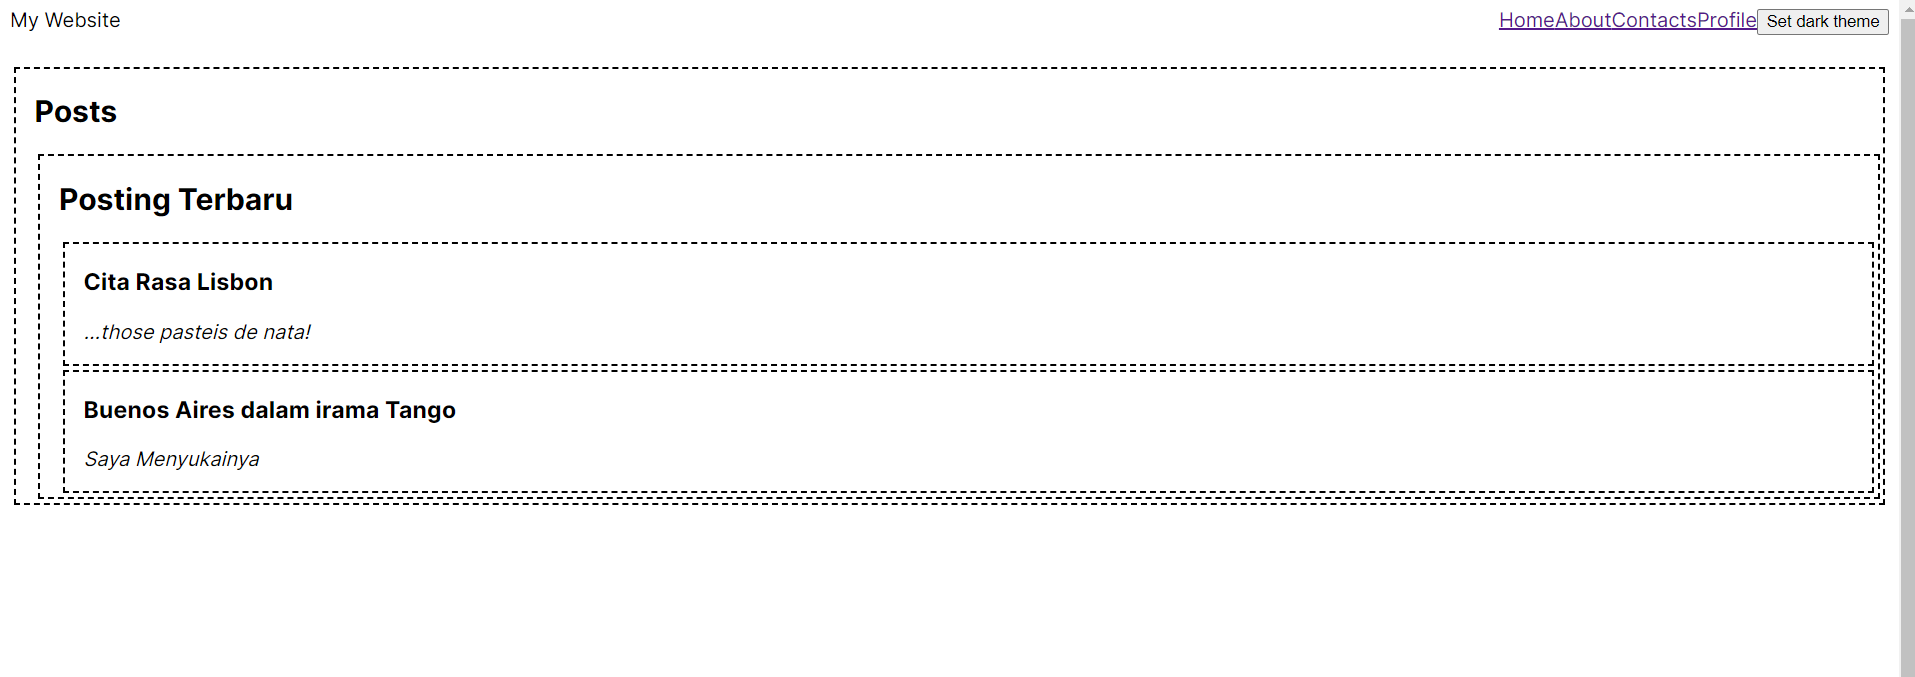 My Website HomeAboutContactsProfile Set dark theme
Posts
Posting Terbaru
Cita Rasa Lisbon
...those pasteis de nata!
Buenos Aires dalam irama Tango
Saya Menyukainya